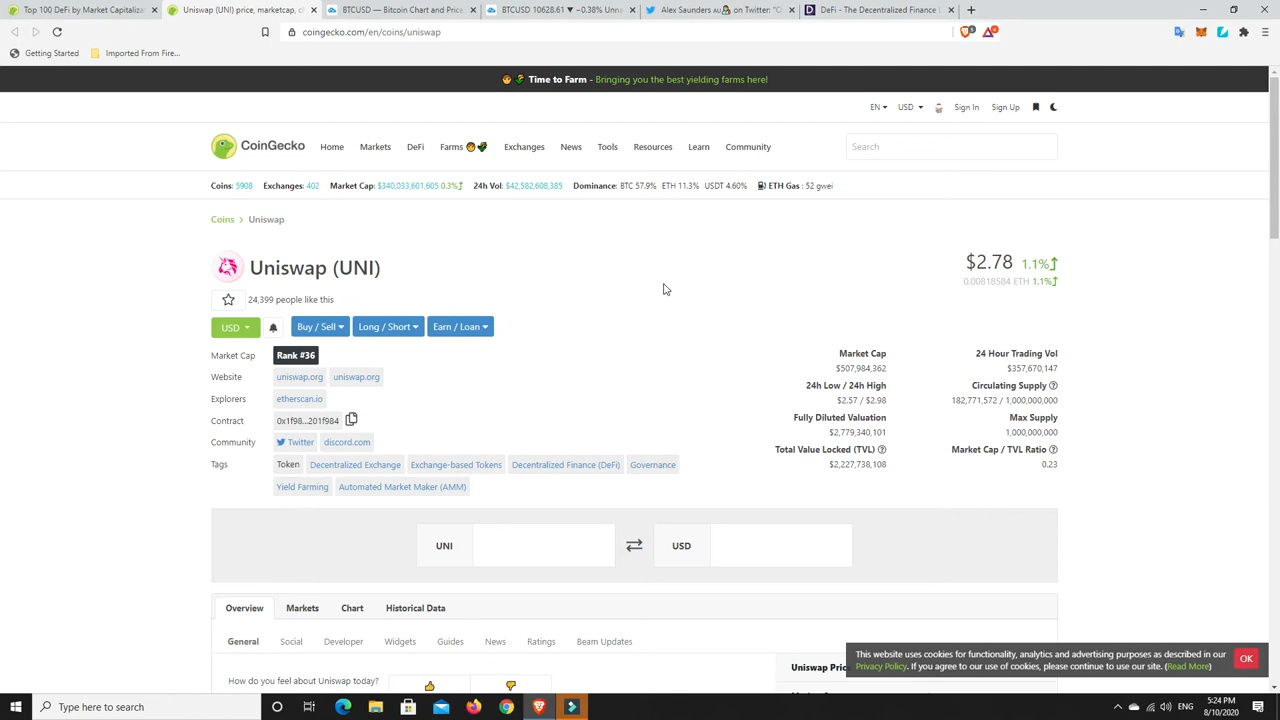 Top 100 DeFi by Market Capitalizat
Uniswap (UNI) price, marketcap, ch
BTCUSD — Bitcoin Chart and Price
BTCUSD 10628.61 ▼ −0.38% Unna
Alex Saunders au on Twitter: "O
DeFi - The Decentralized Finance L
coingecko.com/en/coins/uniswap
Getting Started
Imported From Fire...
Time to Farm - Bringing you the best yielding farms here!
EN
USD
Sign In
Sign Up
CoinGecko
Home
Markets
DeFi
Farms
Exchanges
News
Tools
Resources
Learn
Community
Search
Coins: 5908
Exchanges: 402
Market Cap: $340,033,601,605 0.3%
24h Vol: $42,582,608,385
Dominance: BTC 57.9% ETH 11.3% USDT 4.60%
ETH Gas : 52 gwei
Coins > Uniswap
Uniswap (UNI)
$2.78 1.1%
0.00818584 ETH 1.1%
24,399 people like this
USD
Buy / Sell
Long / Short
Earn / Loan
Market Cap
Rank #36
Website
uniswap.org
uniswap.org
Explorers
etherscan.io
Contract
0x1f98...201f984
Community
Twitter
discord.com
Tags
Token
Decentralized Exchange
Exchange-based Tokens
Decentralized Finance (DeFi)
Governance
Yield Farming
Automated Market Maker (AMM)
Market Cap
$507,984,362
24 Hour Trading Vol
$357,670,147
24h Low / 24h High
$2.57 / $2.98
Circulating Supply
182,771,572 / 1,000,000,000
Fully Diluted Valuation
$2,779,340,101
Max Supply
1,000,000,000
Total Value Locked (TVL)
$2,227,738,108
Market Cap / TVL Ratio
0.23
UNI
USD
Overview
Markets
Chart
Historical Data
General
Social
Developer
Widgets
Guides
News
Ratings
Beam Updates
How do you feel about Uniswap today?
Uniswap Pric
This website uses cookies for functionality, analytics and advertising purposes as described in our
Privacy Policy. If you agree to our use of cookies, please continue to use our site. (Read More)
OK
Type here to search
ENG
5:24 PM
8/10/2020